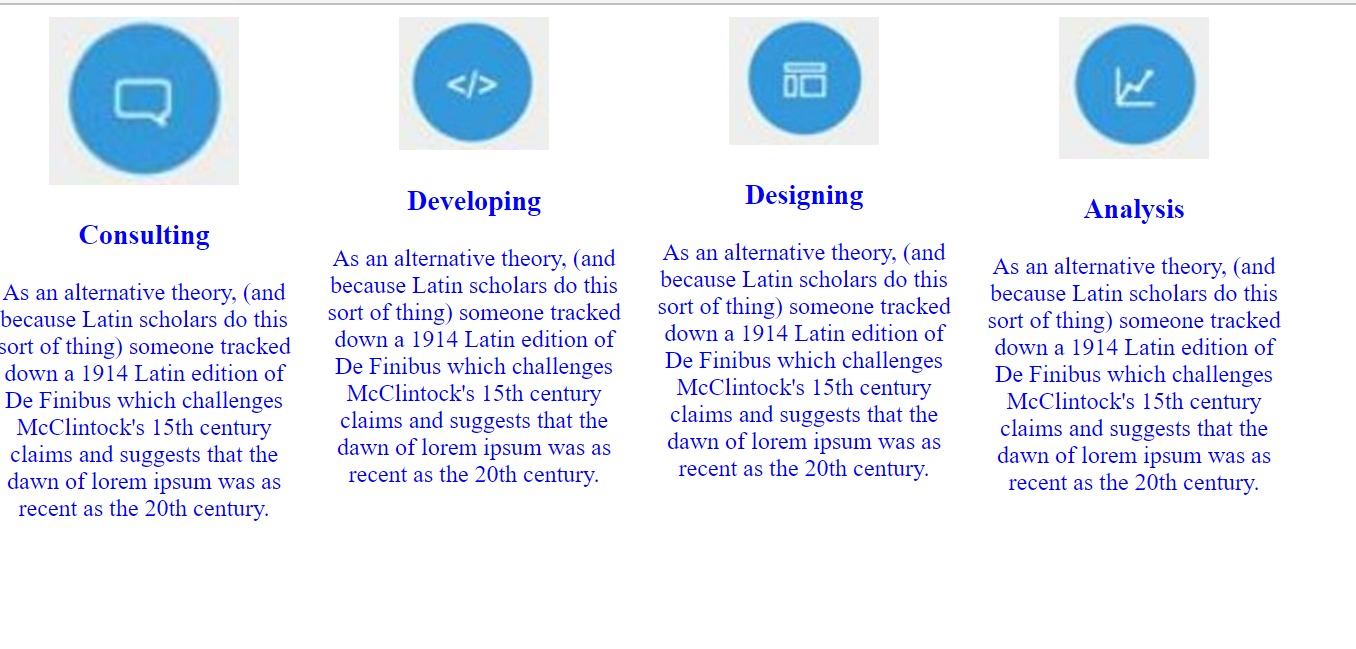 Consulting
As an alternative theory, (and
because Latin scholars do this
sort of thing) someone tracked
down a 1914 Latin edition of
De Finibus which challenges
McClintock's 15th century
claims and suggests that the
dawn of lorem ipsum was as
recent as the 20th century.
</>
Developing
As an alternative theory, (and
because Latin scholars do this
sort of thing) someone tracked
down a 1914 Latin edition of
De Finibus which challenges
McClintock's 15th century
claims and suggests that the
dawn of lorem ipsum was as
recent as the 20th century.
Designing
As an alternative theory, (and
because Latin scholars do this
sort of thing) someone tracked
down a 1914 Latin edition of
De Finibus which challenges
McClintock's 15th century
claims and suggests that the
dawn of lorem ipsum was as
recent as the 20th century.
Analysis
As an alternative theory, (and
because Latin scholars do this
sort of thing) someone tracked
down a 1914 Latin edition of
De Finibus which challenges
McClintock's 15th century
claims and suggests that the
dawn of lorem ipsum was as
recent as the 20th century.